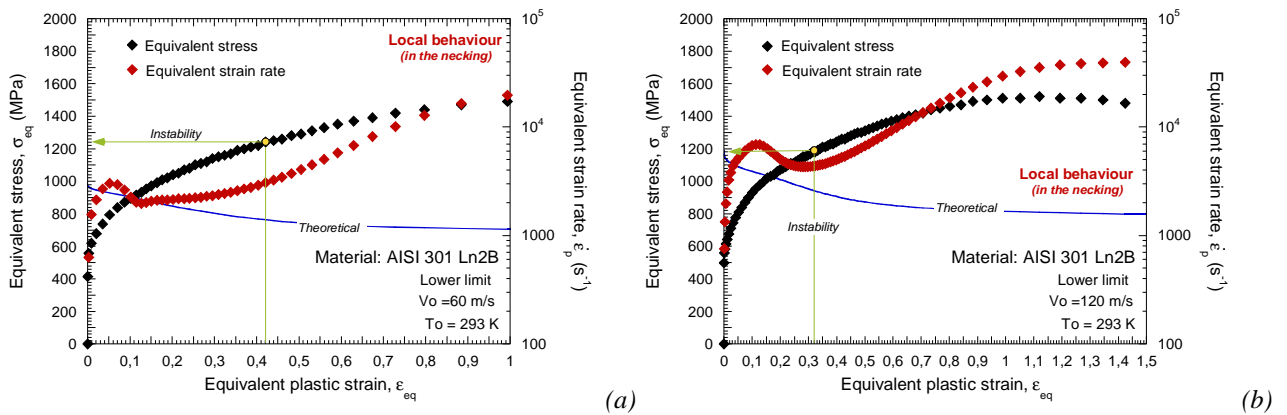 2000
1800
1600
1400
1200
1000
800
600
400
200
0
Equivalent stress, σeq (MPa)
Equivalent stress
Equivalent strain rate
Local behaviour
(in the necking)
Instability
Theoretical
Material: AISI 301 Ln2B
Lower limit
Vo =60 m/s
To = 293 K
0 0,1 0,2 0,3 0,4 0,5 0,6 0,7 0,8 0,9 1
Equivalent plastic strain, εeq
10^5
10^4
1000
100
Equivalent strain rate, ε̇p (s^-1)
(a)
2000
1800
1600
1400
1200
1000
800
600
400
200
0
Equivalent stress, σeq (MPa)
Equivalent stress
Equivalent strain rate
Local behaviour
(in the necking)
Theoretical
Instability
Material: AISI 301 Ln2B
Lower limit
Vo =120 m/s
To = 293 K
0 0,1 0,2 0,3 0,4 0,5 0,6 0,7 0,8 0,9 1 1,1 1,2 1,3 1,4 1,5
Equivalent plastic strain, εeq
10^5
10^4
1000
100
Equivalent strain rate, ε̇p (s^-1)
(b)